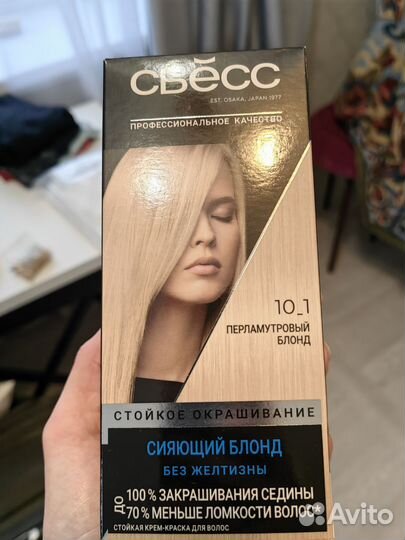 СВЁСС
EST. OSAKA, JAPAN 1977
ПРОФЕССИОНАЛЬНОЕ КАЧЕСТВО
10_1
ПЕРЛАМУТРОВЫЙ
БЛОНД
СТОЙКОЕ ОКРАШИВАНИЕ
СИЯЮЩИЙ БЛОНД
БЕЗ ЖЕЛТИЗНЫ
ДО
100% ЗАКРАШИВАНИЯ СЕДИНЫ
70% МЕНЬШЕ ЛОМКОСТИ ВОЛОС*
СТОЙКАЯ КРЕМ-КРАСКА ДЛЯ ВОЛОС
Avito